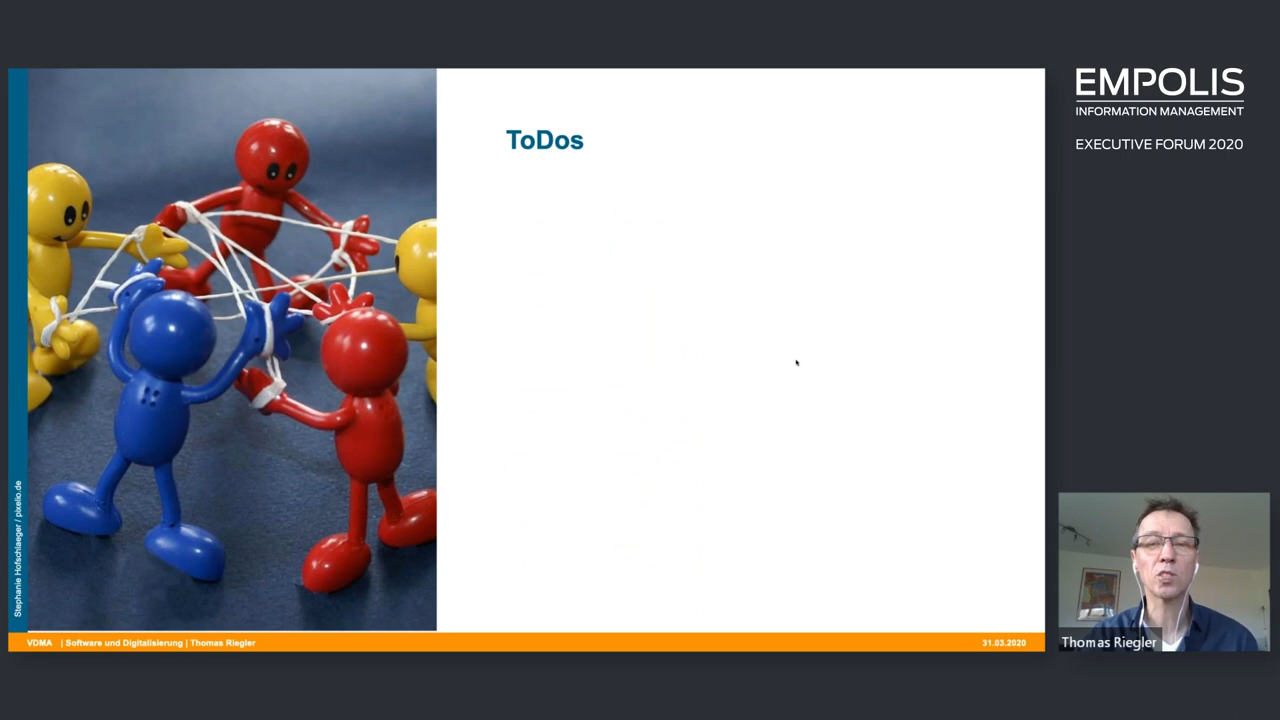 EMPOLIS
INFORMATION MANAGEMENT
EXECUTIVE FORUM 2020
ToDos
Stephanie Hofschlaeger / pixelio.de
VDMA | Software und Digitalisierung | Thomas Riegler
31.03.2020
Thomas Riegler